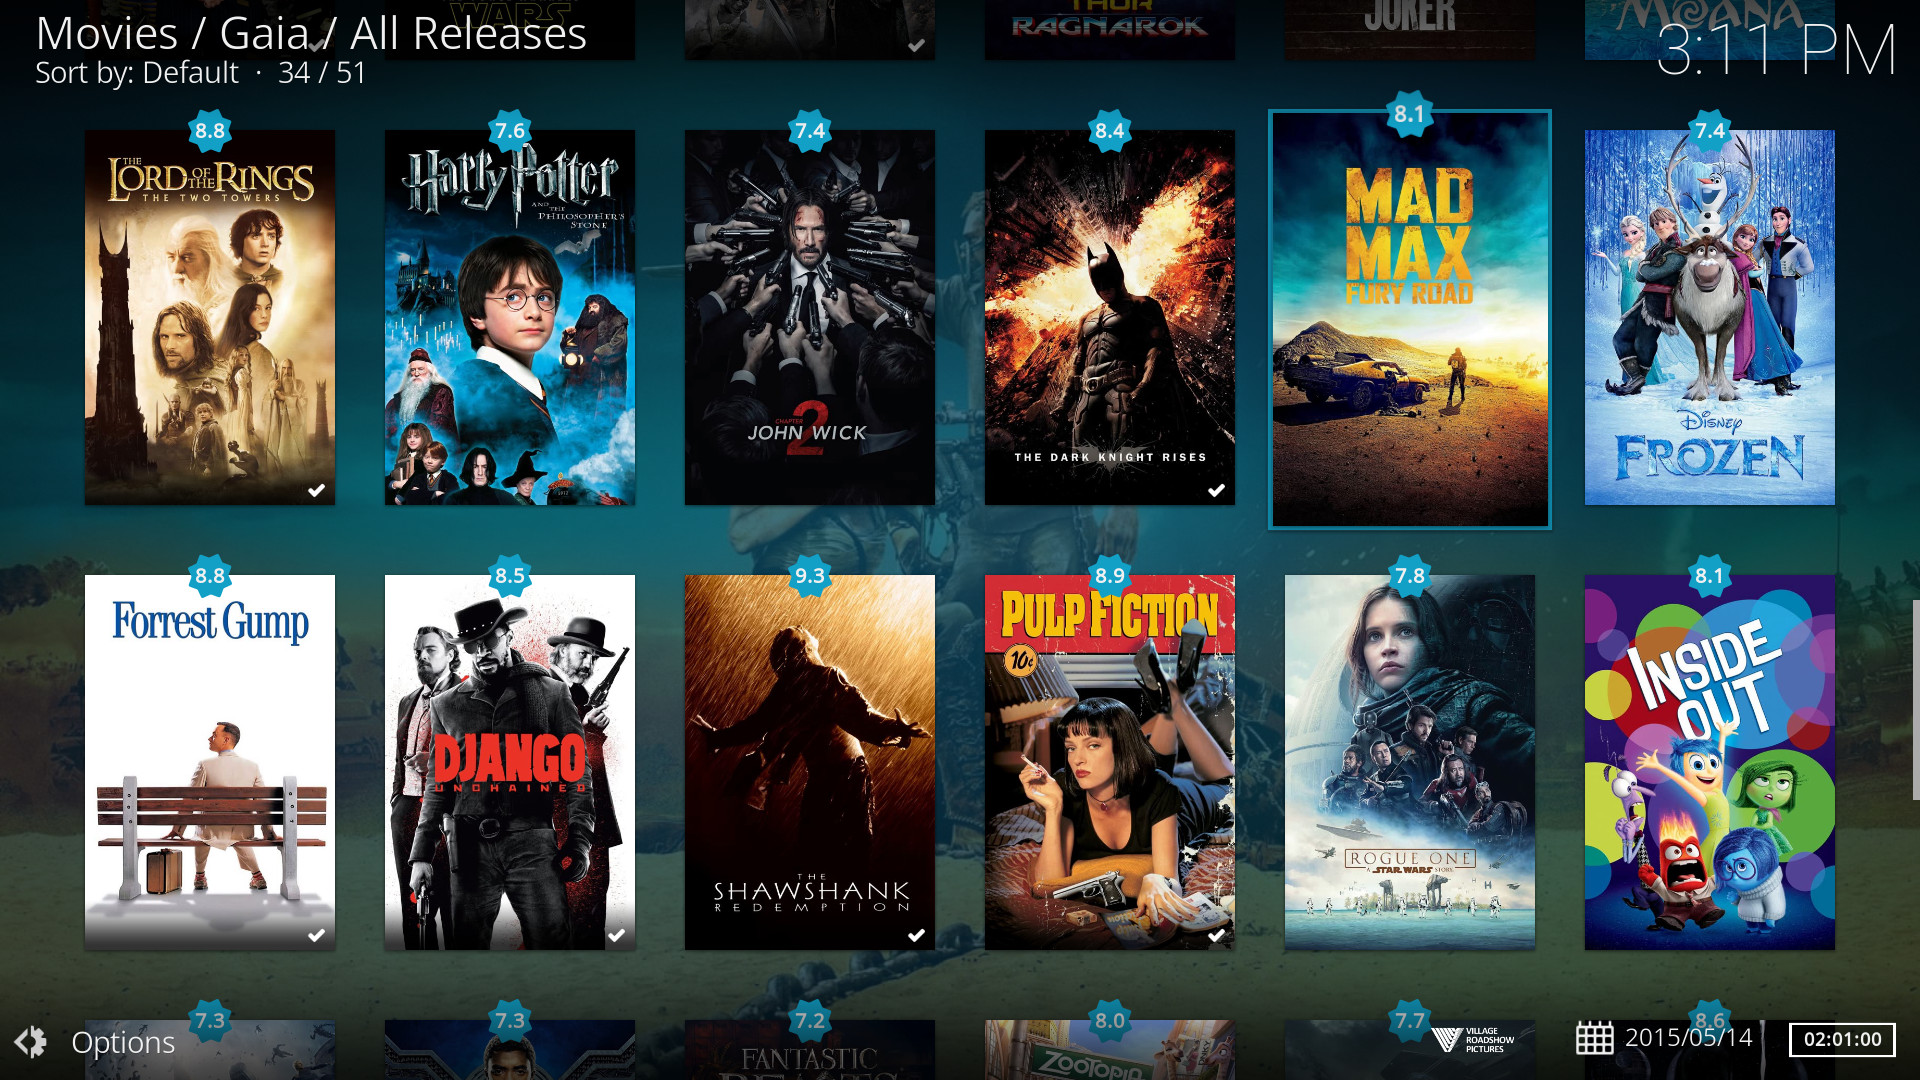 WARS
THOR
RAGNAROK
JOKER
MOANA
Movies / Gaia / All Releases
3:11 PM
Sort by: Default · 34 / 51
8.8
7.6
7.4
8.4
8.1
7.4
THE
LORD OF THE RINGS
THE TWO TOWERS
Harry Potter
AND THE
PHILOSOPHER'S
STONE
CHAPTER
2
JOHN WICK
THE DARK KNIGHT RISES
MAD
MAX
FURY ROAD
Disney
FROZEN
8.8
8.5
9.3
8.9
7.8
8.1
Forrest Gump
DJANGO
UNCHAINED
THE
SHAWSHANK
REDEMPTION
PULP FICTION
10¢
ROGUE ONE
A STAR WARS STORY
INSIDE
OUT
7.3
7.3
7.2
8.0
7.7
8.6
Options
FANTASTIC
ZOOTOPIA
VILLAGE
ROADSHOW
PICTURES
2015/05/14
02:01:00